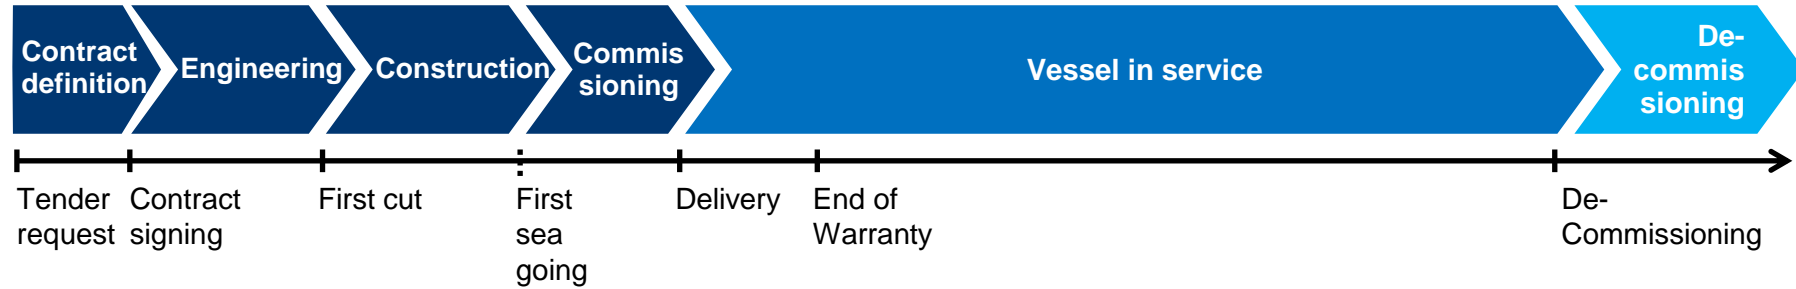 Contract
definition
Engineering
Construction
Commis
sioning
Vessel in service
De-
commis
sioning
Tender
request
Contract
signing
First cut
First
sea
going
Delivery
End of
Warranty
De-
Commissioning